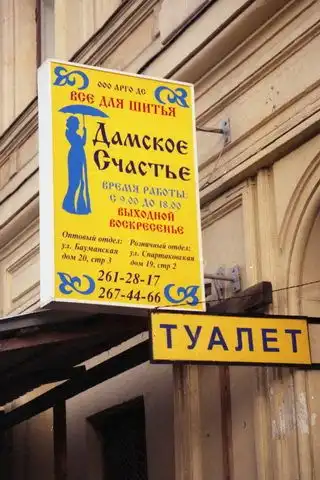 ООО АРГО ДС
ВСЕ ДЛЯ ШИТЬЯ
Дамское
Счастье
ВРЕМЯ РАБОТЫ:
С 9.00 ДО 18.00
ВЫХОДНОЙ
ВОСКРЕСЕНЬЕ
Оптовый отдел:
ул. Бауманская
дом 20, стр 3
Розничный отдел:
ул. Спартаковская
дом 19, стр 2
261-28-17
267-44-66
ТУАЛЕТ